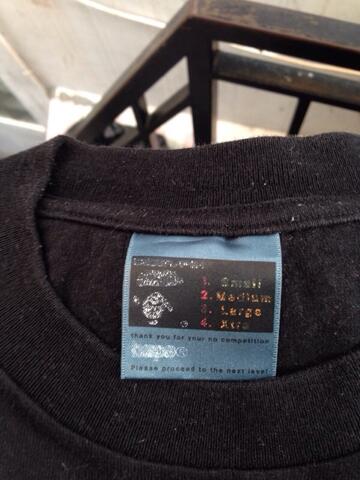 1. Small
2. Medium
3. Large
4. Xtra
thank you for your no competition
Please proceed to the next level